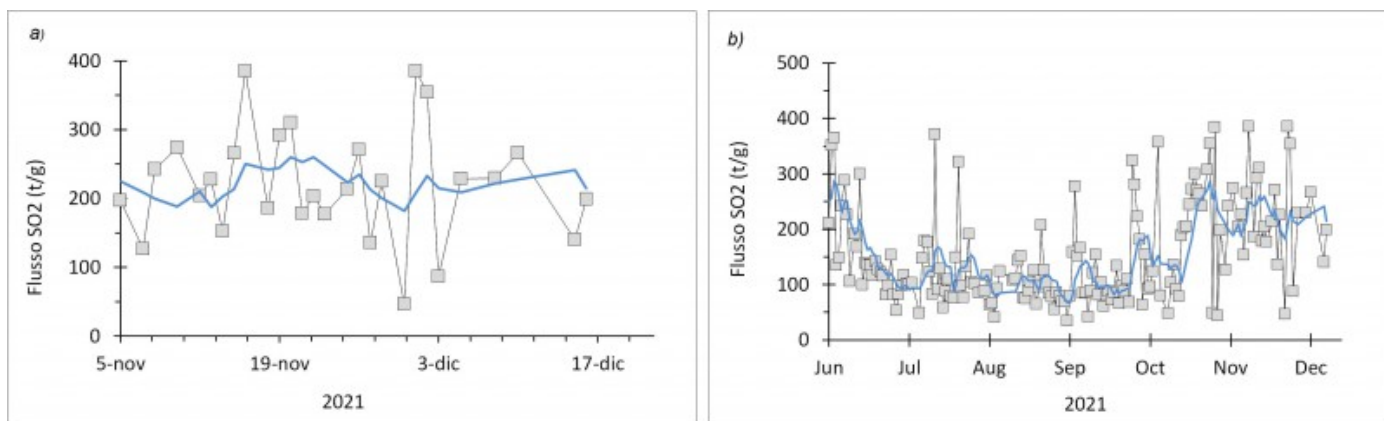 a)
Flusso SO2 (t/g)
400
300
200
100
0
5-nov
19-nov
3-dic
17-dic
2021
b)
Flusso SO2 (t/g)
500
400
300
200
100
0
Jun
Jul
Aug
Sep
Oct
Nov
Dec
2021